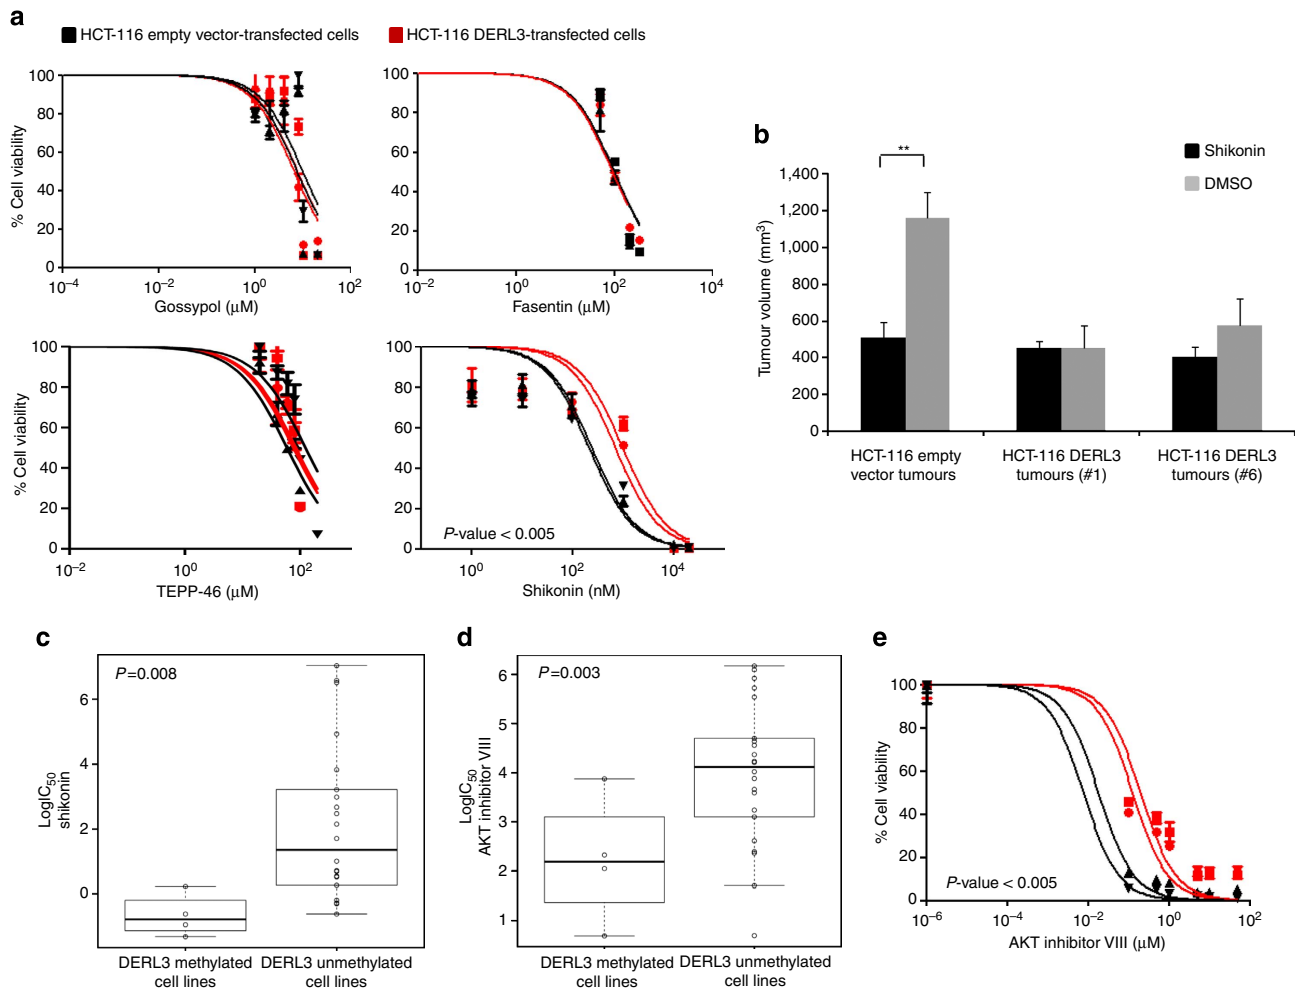 a
HCT-116 empty vector-transfected cells
HCT-116 DERL3-transfected cells
% Cell viability
100
80
60
40
20
0
10⁻⁴
10⁻²
10⁰
10²
Gossypol (μM)
100
80
60
40
20
0
10⁻²
10⁰
10²
10⁴
Fasentin (μM)
% Cell viability
100
80
60
40
20
0
10⁻²
10⁰
10²
TEPP-46 (μM)
100
80
60
40
20
0
P-value < 0.005
10⁰
10²
10⁴
Shikonin (nM)
b
Shikonin
DMSO
**
Tumour volume (mm³)
1,400
1,200
1,000
800
600
400
200
0
HCT-116 empty
vector tumours
HCT-116 DERL3
tumours (#1)
HCT-116 DERL3
tumours (#6)
c
P=0.008
LogIC₅₀
shikonin
6
4
2
0
DERL3 methylated
cell lines
DERL3 unmethylated
cell lines
d
P=0.003
LogIC₅₀
AKT inhibitor VIII
6
5
4
3
2
1
DERL3 methylated
cell lines
DERL3 unmethylated
cell lines
e
% Cell viability
100
80
60
40
20
0
P-value < 0.005
10⁻⁶
10⁻⁴
10⁻²
10⁰
10²
AKT inhibitor VIII (μM)